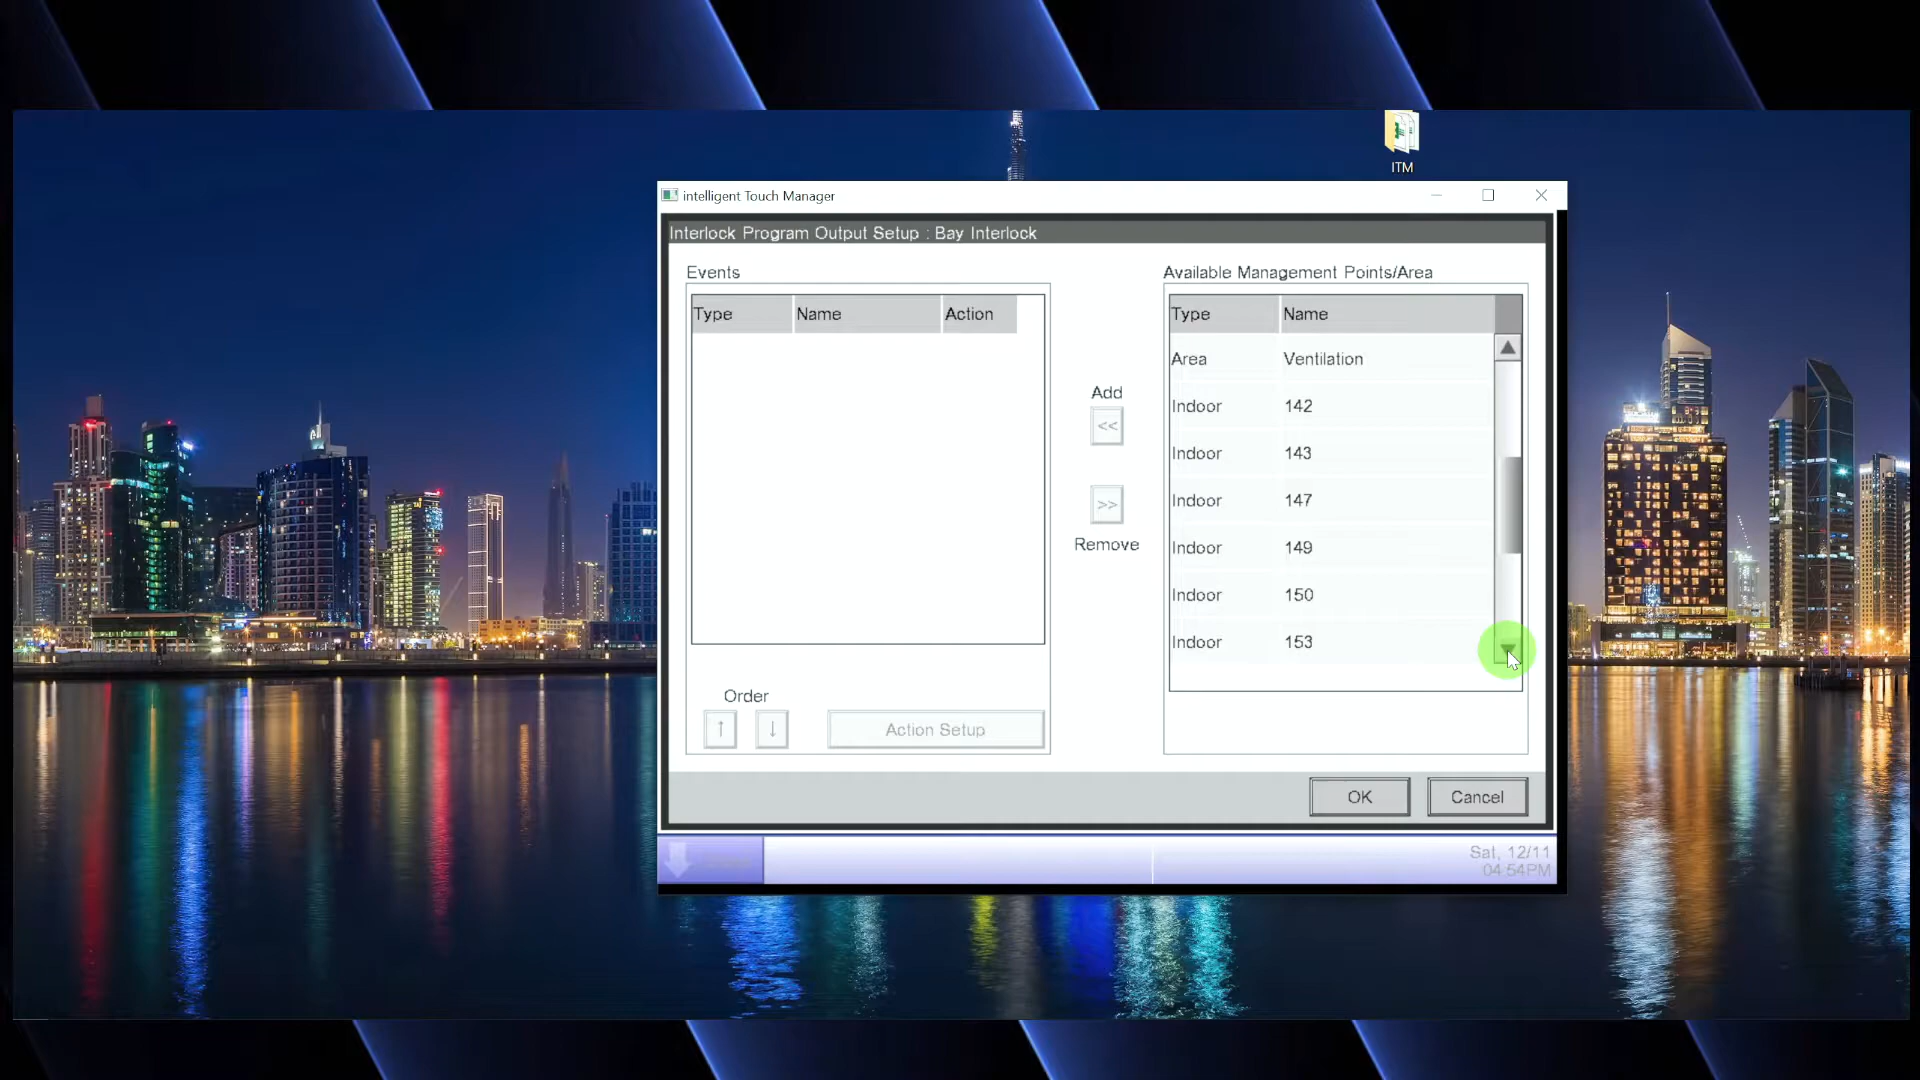 ITM
intelligent Touch Manager
Interlock Program Output Setup : Bay Interlock
Events
Type Name Action
Order
↑ ↓ Action Setup
Add
<<
>>
Remove
Available Management Points/Area
Type Name
Area Ventilation
Indoor 142
Indoor 143
Indoor 147
Indoor 149
Indoor 150
Indoor 153
OK Cancel
Sat, 12/11
04:54PM